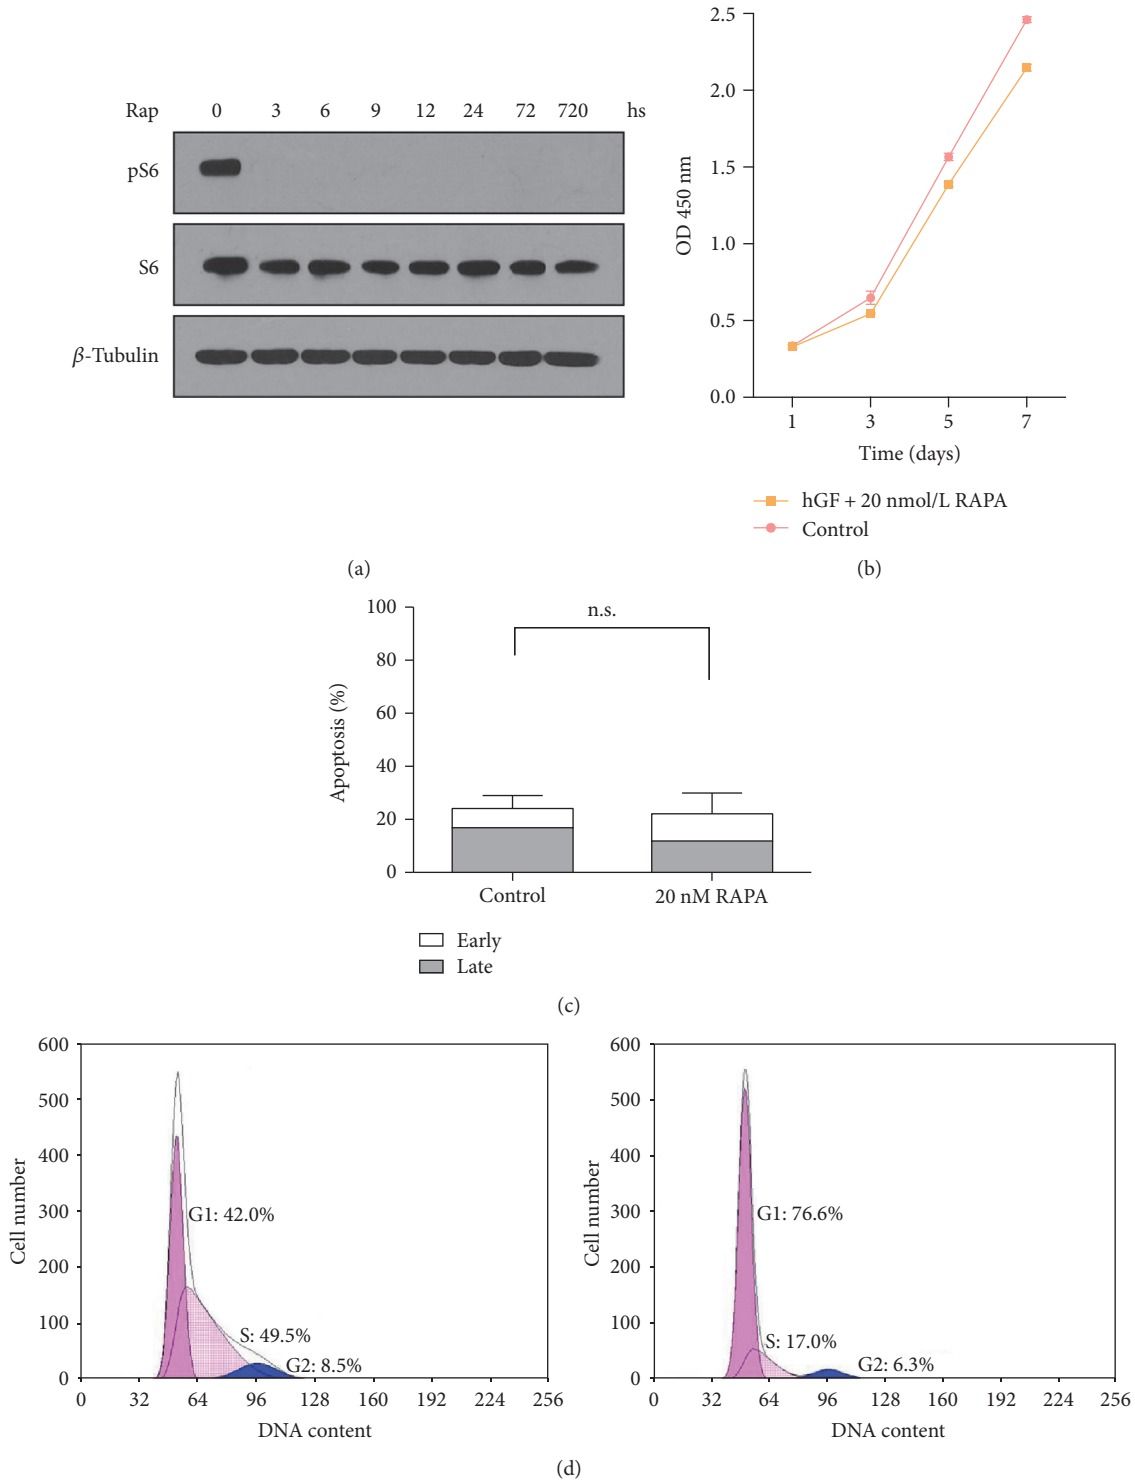 Rap 0 3 6 9 12 24 72 720 hs
pS6
S6
β-Tubulin
(a)
2.5
2.0
1.5
1.0
0.5
0.0
OD 450 nm
1 3 5 7
Time (days)
hGF + 20 nmol/L RAPA
Control
(b)
100
80
60
40
20
0
Apoptosis (%)
n.s.
Control 20 nM RAPA
Early
Late
(c)
600
500
400
300
200
100
0
Cell number
G1: 42.0%
S: 49.5%
G2: 8.5%
0 32 64 96 128 160 192 224 256
DNA content
600
500
400
300
200
100
0
Cell number
G1: 76.6%
S: 17.0%
G2: 6.3%
0 32 64 96 128 160 192 224 256
DNA content
(d)